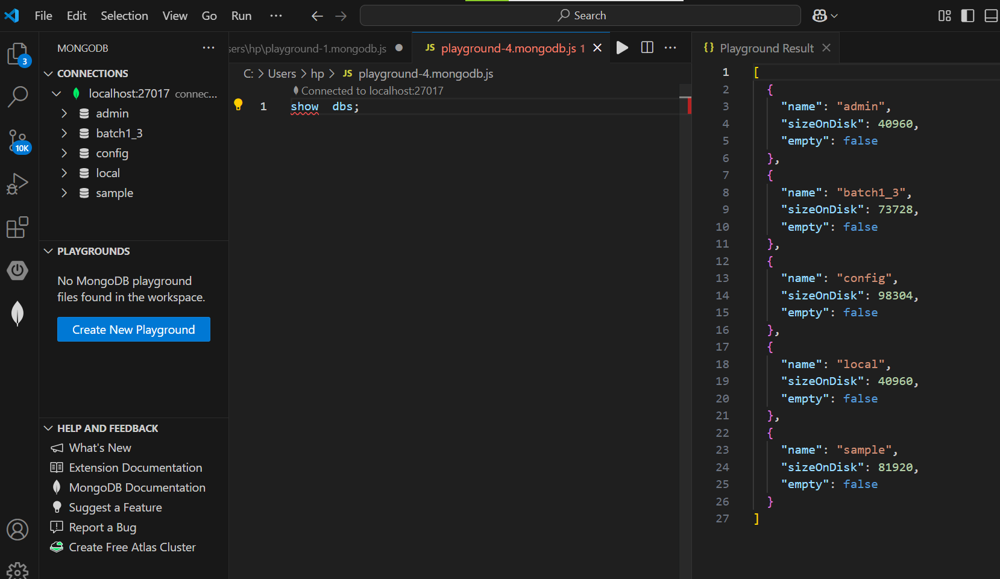 File Edit Selection View Go Run ···
Search
3
10K
MONGODB ···
CONNECTIONS
localhost:27017 connec...
admin
batch1_3
config
local
sample
PLAYGROUNDS
No MongoDB playground
files found in the workspace.
Create New Playground
HELP AND FEEDBACK
What's New
Extension Documentation
MongoDB Documentation
Suggest a Feature
Report a Bug
Create Free Atlas Cluster
sers\hp\playground-1.mongodb.js
JS playground-4.mongodb.js 1
C: > Users > hp > JS playground-4.mongodb.js
Connected to localhost:27017
1 show  dbs;
{} Playground Result
1 [
2 {
3 "name": "admin",
4 "sizeOnDisk": 40960,
5 "empty": false
6 },
7 {
8 "name": "batch1_3",
9 "sizeOnDisk": 73728,
10 "empty": false
11 },
12 {
13 "name": "config",
14 "sizeOnDisk": 98304,
15 "empty": false
16 },
17 {
18 "name": "local",
19 "sizeOnDisk": 40960,
20 "empty": false
21 },
22 {
23 "name": "sample",
24 "sizeOnDisk": 81920,
25 "empty": false
26 }
27 ]